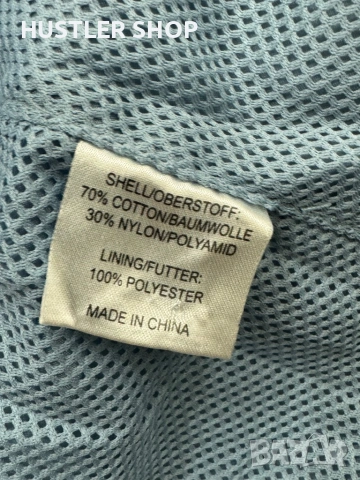 HUSTLER SHOP
SHELL/OBERSTOFF:
70% COTTON/BAUMWOLLE
30% NYLON/POLYAMID
LINING/FUTTER:
100% POLYESTER
MADE IN CHINA